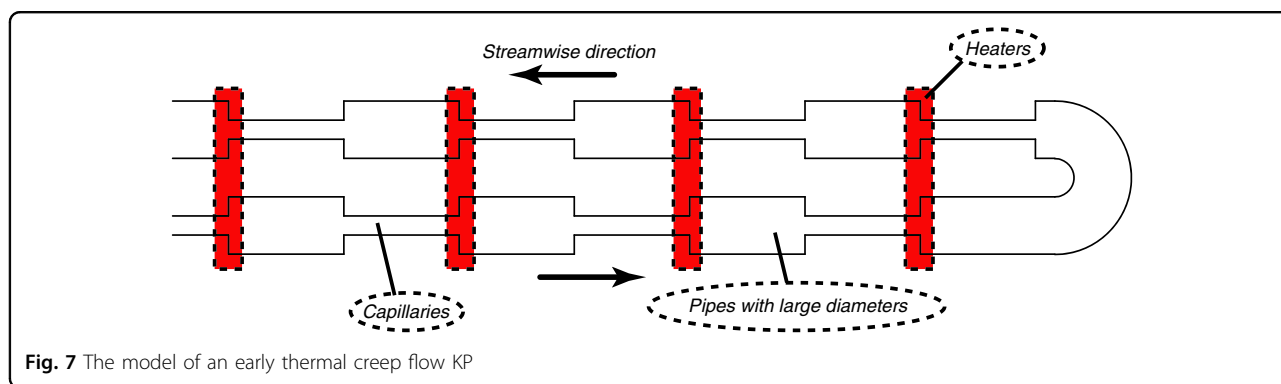 Streamwise direction
Heaters
Capillaries
Pipes with large diameters
Fig. 7 The model of an early thermal creep flow KP